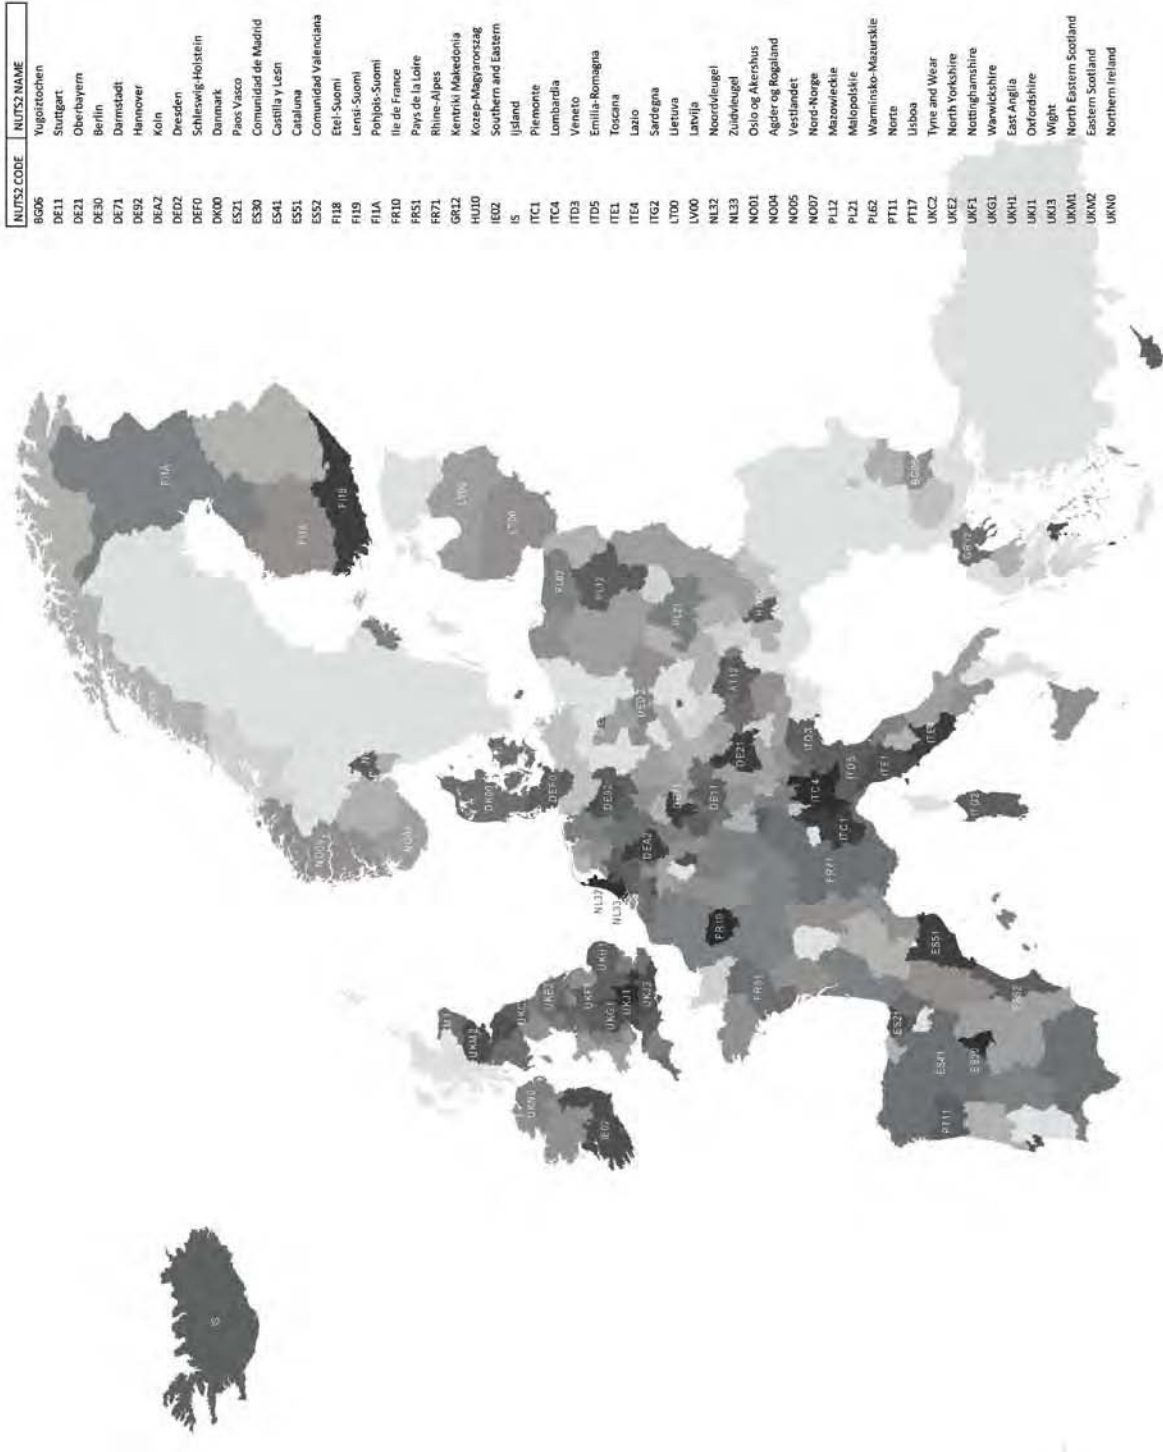 NUTS2 CODE NUTS2 NAME
BG06 Yugoiztochen
DE11 Stuttgart
DE21 Oberbayern
DE30 Berlin
DE71 Darmstadt
DE92 Hannover
DEA2 Koln
DED2 Dresden
DEF0 Schleswig-Holstein
DK00 Danmark
ES21 Paos Vasco
ES30 Comunidad de Madrid
ES41 Castilla y Leśn
ES51 Cataluna
ES52 Comunidad Valenciana
FI18 Etel-Suomi
FI19 Lensi-Suomi
FI1A Pohjois-Suomi
FR10 Ile de France
FR51 Pays de la Loire
FR71 Rhine-Alpes
GR12 Kentriki Makedonia
HU10 Kozep-Magyarorszag
IE02 Southern and Eastern
IS Ijsland
ITC1 Piemonte
ITC4 Lombardia
ITD3 Veneto
ITD5 Emilia-Romagna
ITE1 Toscana
ITE4 Lazio
ITG2 Sardegna
LT00 Lietuva
LV00 Latvija
NL32 Noordvleugel
NL33 Zuidvleugel
NO01 Oslo og Akershus
NO04 Agder og Rogaland
NO05 Vestlandet
NO07 Nord-Norge
PL12 Mazowieckie
PL21 Malopolskie
PL62 Warminsko-Mazurskie
PT11 Norte
PT17 Lisboa
UKC2 Tyne and Wear
UKE2 North Yorkshire
UKF1 Nottinghamshire
UKG1 Warwickshire
UKH1 East Anglia
UKJ1 Oxfordshire
UKJ3 Wight
UKM1 North Eastern Scotland
UKM2 Eastern Scotland
UKN0 Northern Ireland
IS
FI1A
FI18
LT00
PL62
PL12
PL21
NO04
DK00
DEF0
DE92
DEA2
DE11
DE21
AT12
ITD3
ITC4
ITC1
ITD5
ITE1
ITG2
GR12
NL32
NL33
FR10
FR71
FR51
ES51
ES52
ES21
ES41
ES30
PT11
UKM2
UKE2
UKF1
UKG1
UKH1
UKJ1
UKJ3
UKN0
IE02